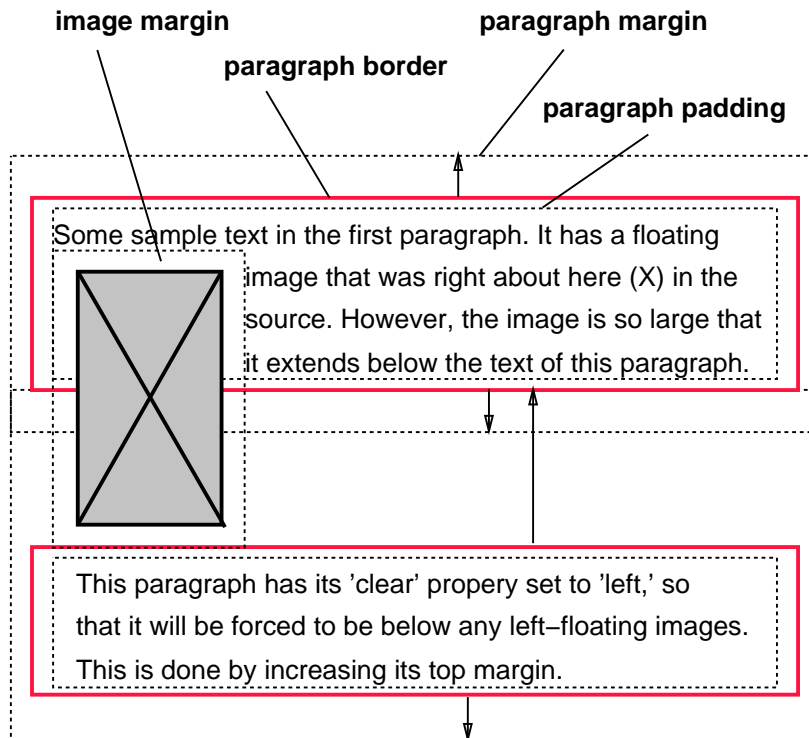 image margin
paragraph margin
paragraph border
paragraph padding
Some sample text in the first paragraph. It has a floating
image that was right about here (X) in the
source. However, the image is so large that
it extends below the text of this paragraph.
This paragraph has its ’clear’ propery set to ’left,’ so
that it will be forced to be below any left−floating images.
This is done by increasing its top margin.